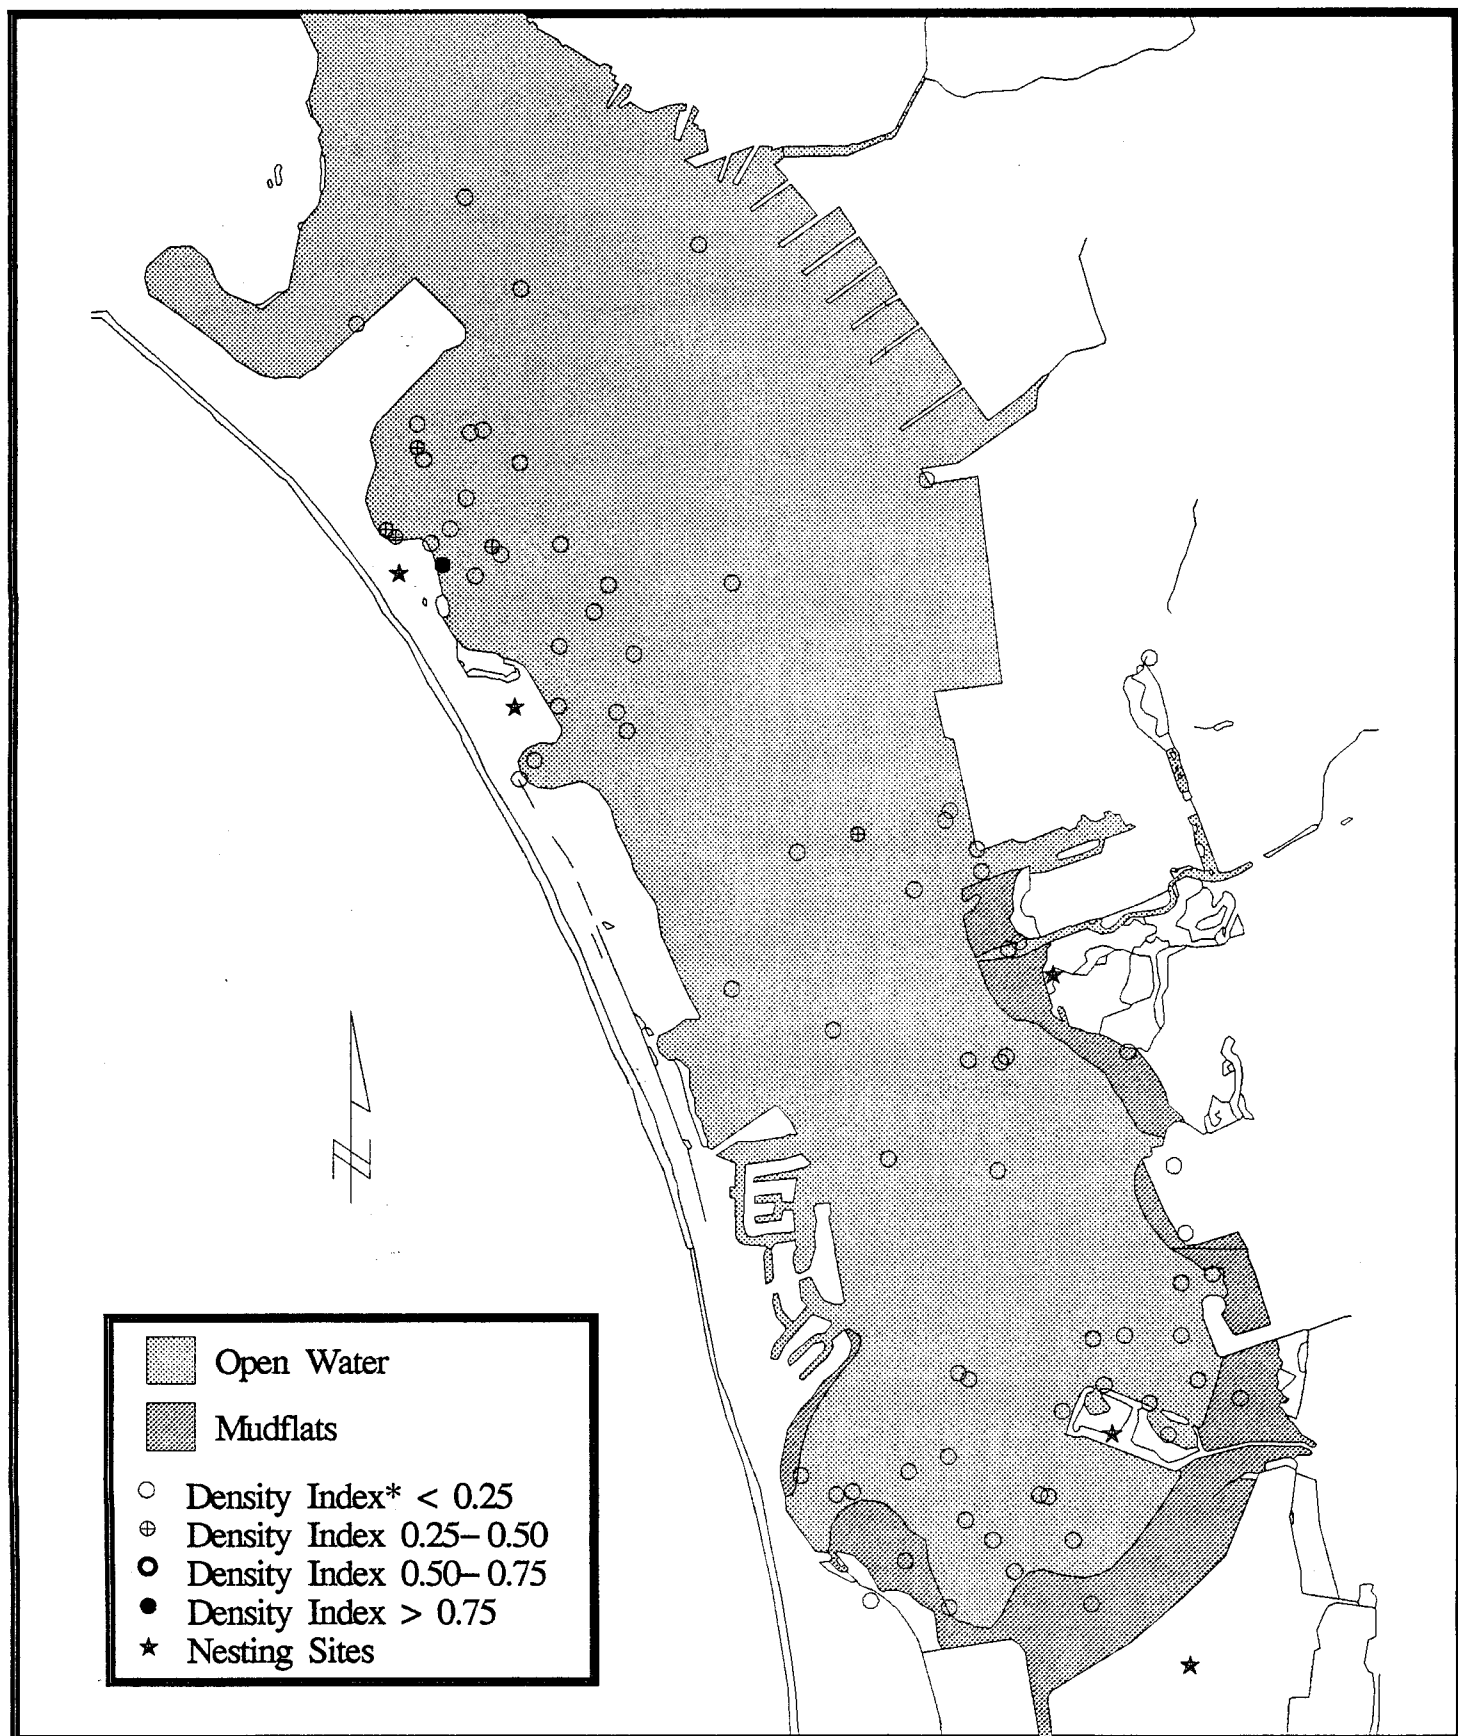 Open Water
Mudflats
Density Index* < 0.25
Density Index 0.25–0.50
Density Index 0.50–0.75
Density Index > 0.75
Nesting Sites